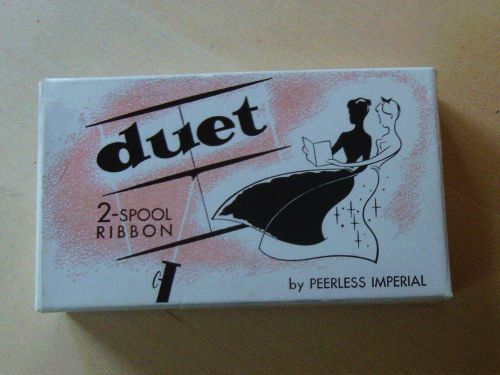 duet
2-SPOOL
RIBBON
by PEERLESS IMPERIAL